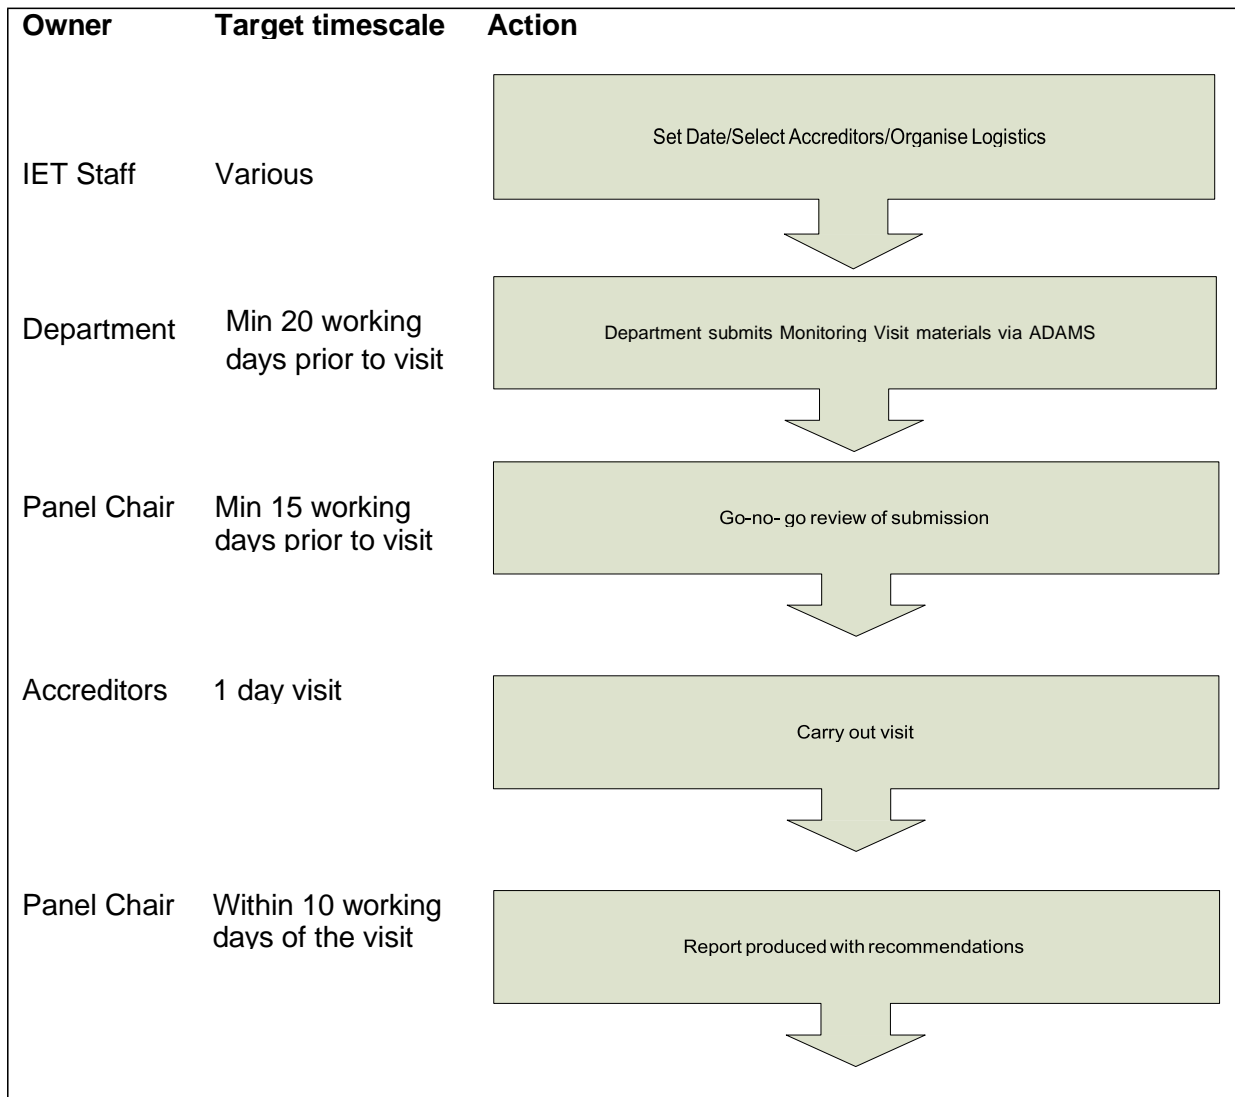 Owner Target timescale Action
Set Date/Select Accreditors/Organise Logistics
IET Staff Various
Department Min 20 working days prior to visit
Department submits Monitoring Visit materials via ADAMS
Panel Chair Min 15 working days prior to visit
Go-no- go review of submission
Accreditors 1 day visit
Carry out visit
Panel Chair Within 10 working days of the visit
Report produced with recommendations